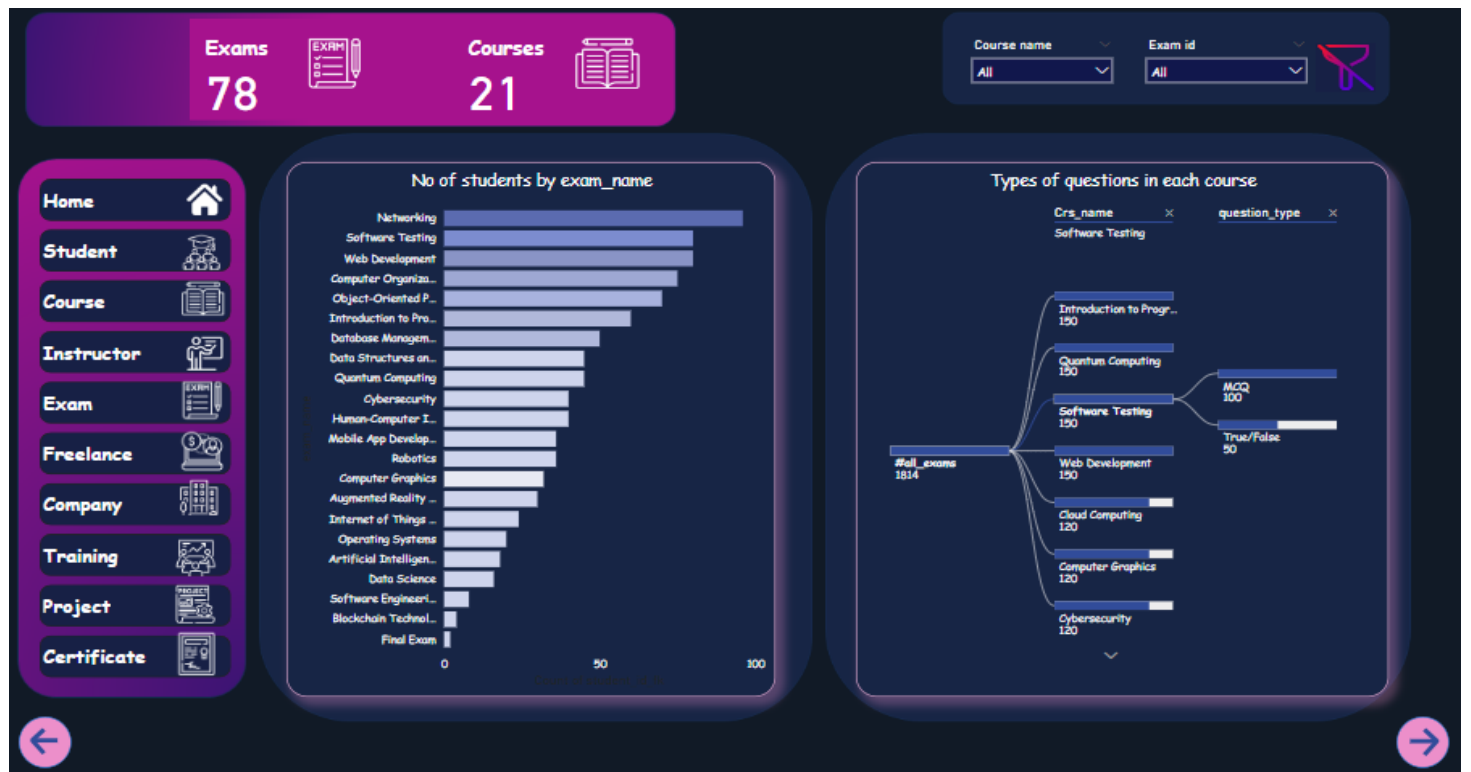 Exams
78
EXAM
Courses
21
Course name
All
Exam id
All
Home
Student
Course
Instructor
Exam
EXAM
Freelance
Company
Training
Project
PROJECT
Certificate
No of students by exam_name
Networking
Software Testing
Web Development
Computer Organiza...
Object-Oriented P...
Introduction to Pro...
Database Managem...
Data Structures an...
Quantum Computing
Cybersecurity
Human-Computer I...
Mobile App Develop...
Robotics
Computer Graphics
Augmented Reality ...
Internet of Things ...
Operating Systems
Artificial Intelligen...
Data Science
Software Engineeri...
Blockchain Technol...
Final Exam
0 50 100
Types of questions in each course
Crs_name
question_type
Software Testing
#all_exams
1814
Introduction to Progr...
150
Quantum Computing
150
Software Testing
150
Web Development
150
Cloud Computing
120
Computer Graphics
120
Cybersecurity
120
MCQ
100
True/False
50